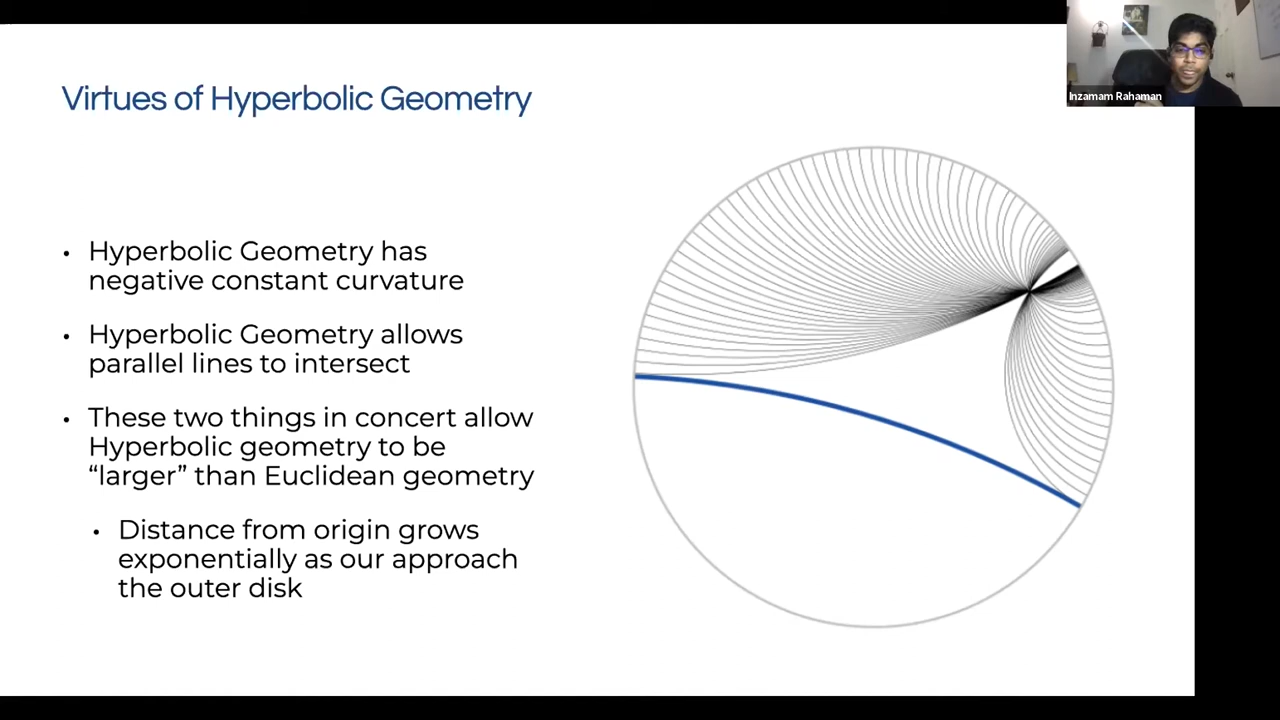 Virtues of Hyperbolic Geometry
Inzamam Rahaman
• Hyperbolic Geometry has
negative constant curvature
• Hyperbolic Geometry allows
parallel lines to intersect
• These two things in concert allow
Hyperbolic geometry to be
“larger” than Euclidean geometry
• Distance from origin grows
exponentially as our approach
the outer disk